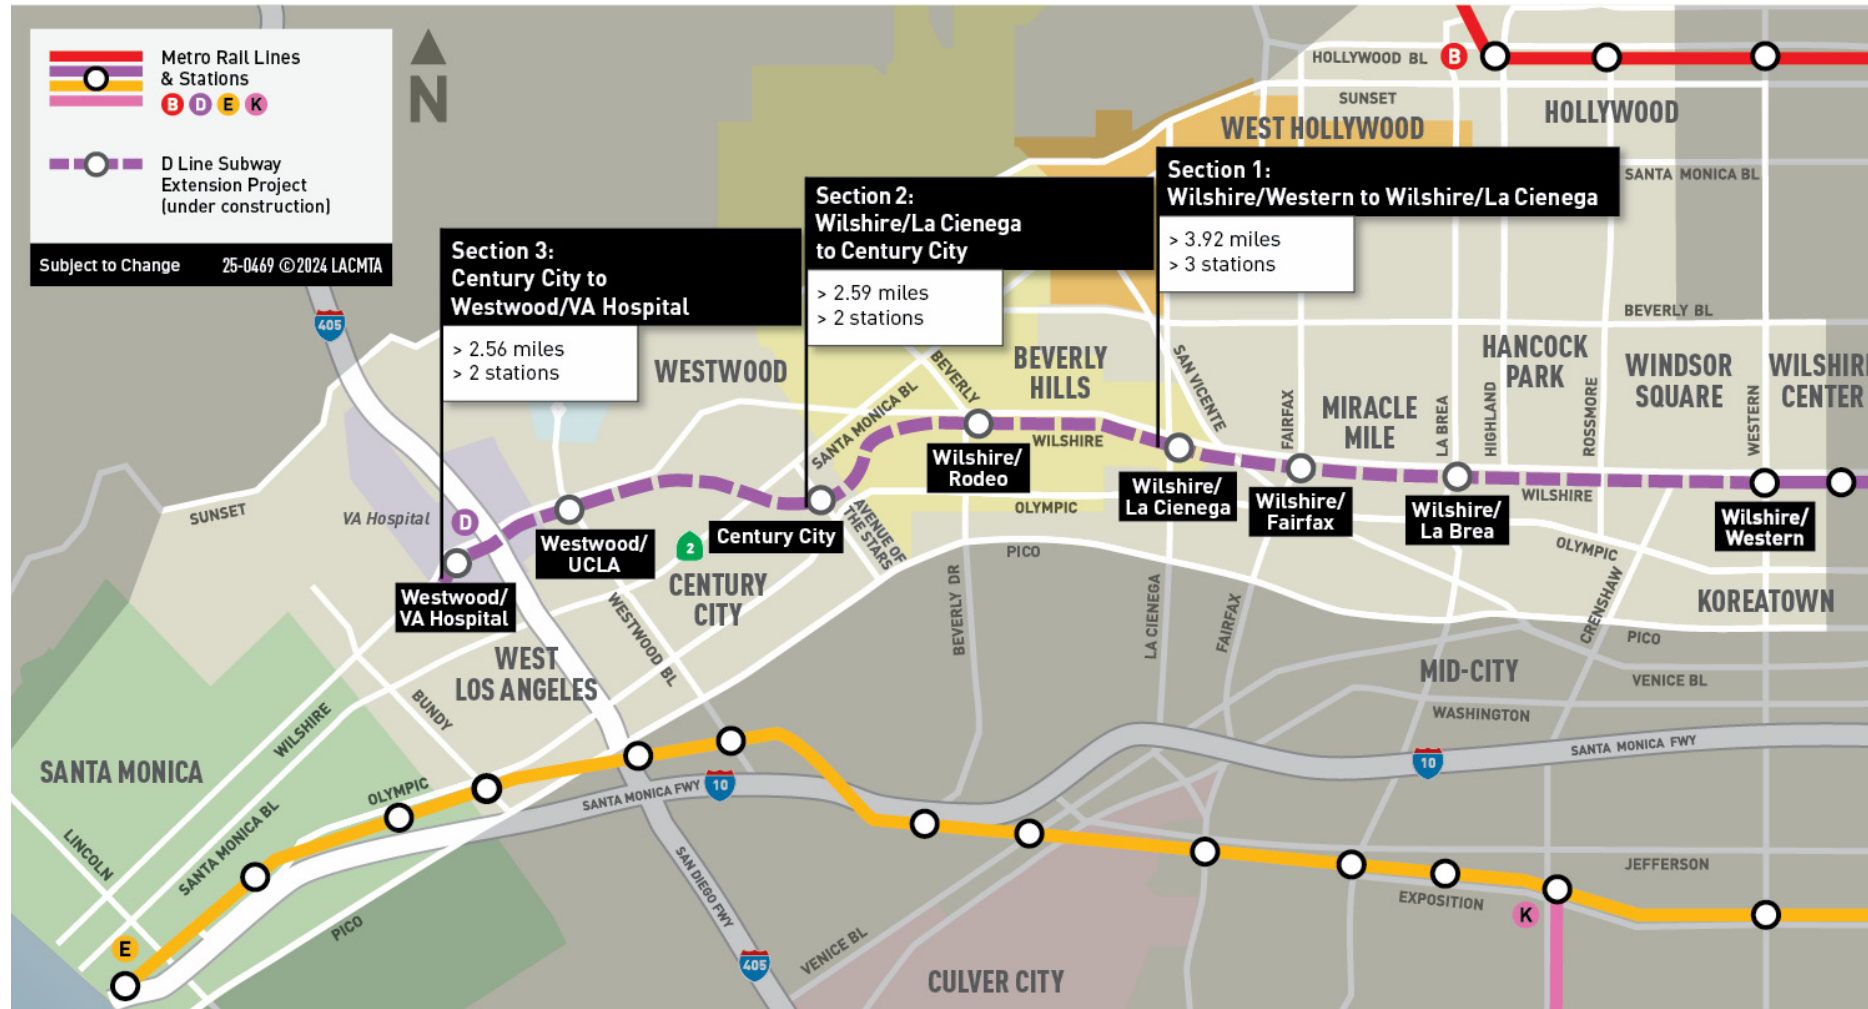 Metro Rail Lines
& Stations
B D E K
D Line Subway
Extension Project
(under construction)
Subject to Change 25-0469 ©2024 LACMTA
N
405
HOLLYWOOD BL
B
SUNSET
HOLLYWOOD
WEST HOLLYWOOD
SANTA MONICA BL
Section 1:
Wilshire/Western to Wilshire/La Cienega
> 3.92 miles
> 3 stations
Section 2:
Wilshire/La Cienega
to Century City
> 2.59 miles
> 2 stations
Section 3:
Century City to
Westwood/VA Hospital
> 2.56 miles
> 2 stations
BEVERLY BL
WESTWOOD
BEVERLY
HILLS
BEVERLY
SANTA MONICA BL
SAN VICENTE
FAIRFAX
MIRACLE
MILE
LA BREA
HIGHLAND
HANCOCK
PARK
ROSSMORE
WINDSOR
SQUARE
WESTERN
WILSHIRE
CENTER
WILSHIRE
WILSHIRE
Wilshire/
Rodeo
Wilshire/
La Cienega
Wilshire/
Fairfax
Wilshire/
La Brea
Wilshire/
Western
OLYMPIC
SUNSET
VA Hospital
D
Westwood/
UCLA
Century City
AVENUE OF
THE STARS
2
Westwood/
VA Hospital
CENTURY
CITY
PICO
OLYMPIC
KOREATOWN
CRENSHAW
PICO
WESTWOOD BL
BEVERLY DR
LA CIENEGA
FAIRFAX
WEST
LOS ANGELES
MID-CITY
VENICE BL
WASHINGTON
BUNDY
WILSHIRE
SANTA MONICA
OLYMPIC
SANTA MONICA FWY
10
SANTA MONICA FWY
10
LINCOLN
SANTA MONICA BL
SAN DIEGO FWY
JEFFERSON
EXPOSITION
K
PICO
E
405
VENICE BL
CULVER CITY